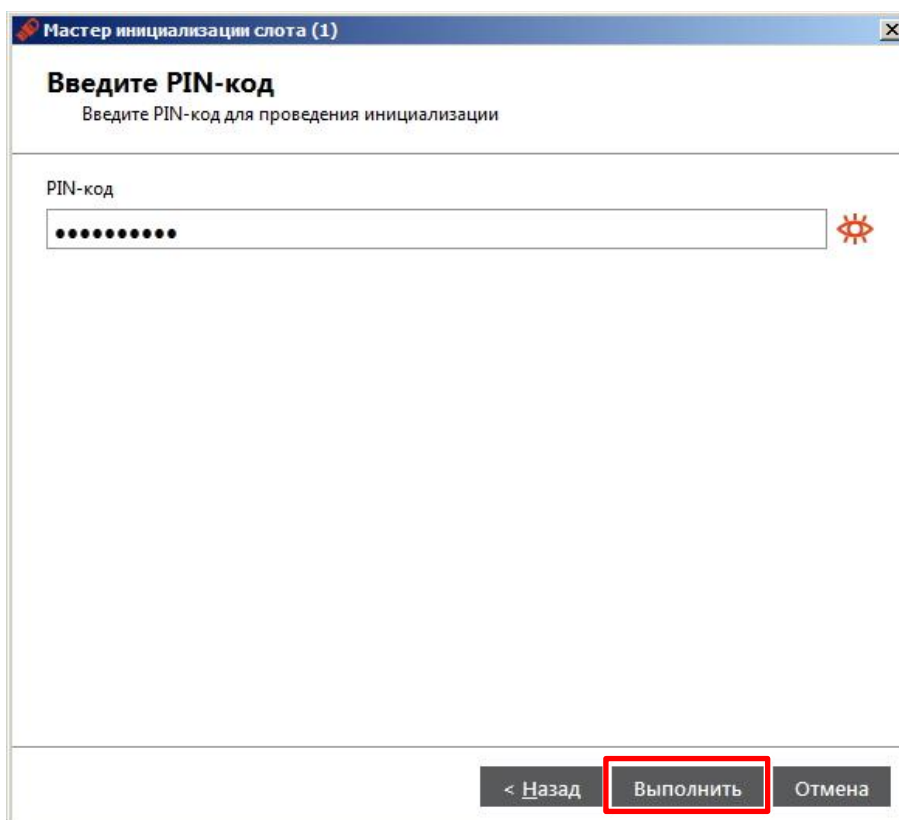 Мастер инициализации слота (1)
Введите PIN-код
Введите PIN-код для проведения инициализации
PIN-код
••••••••••
< Назад Выполнить Отмена